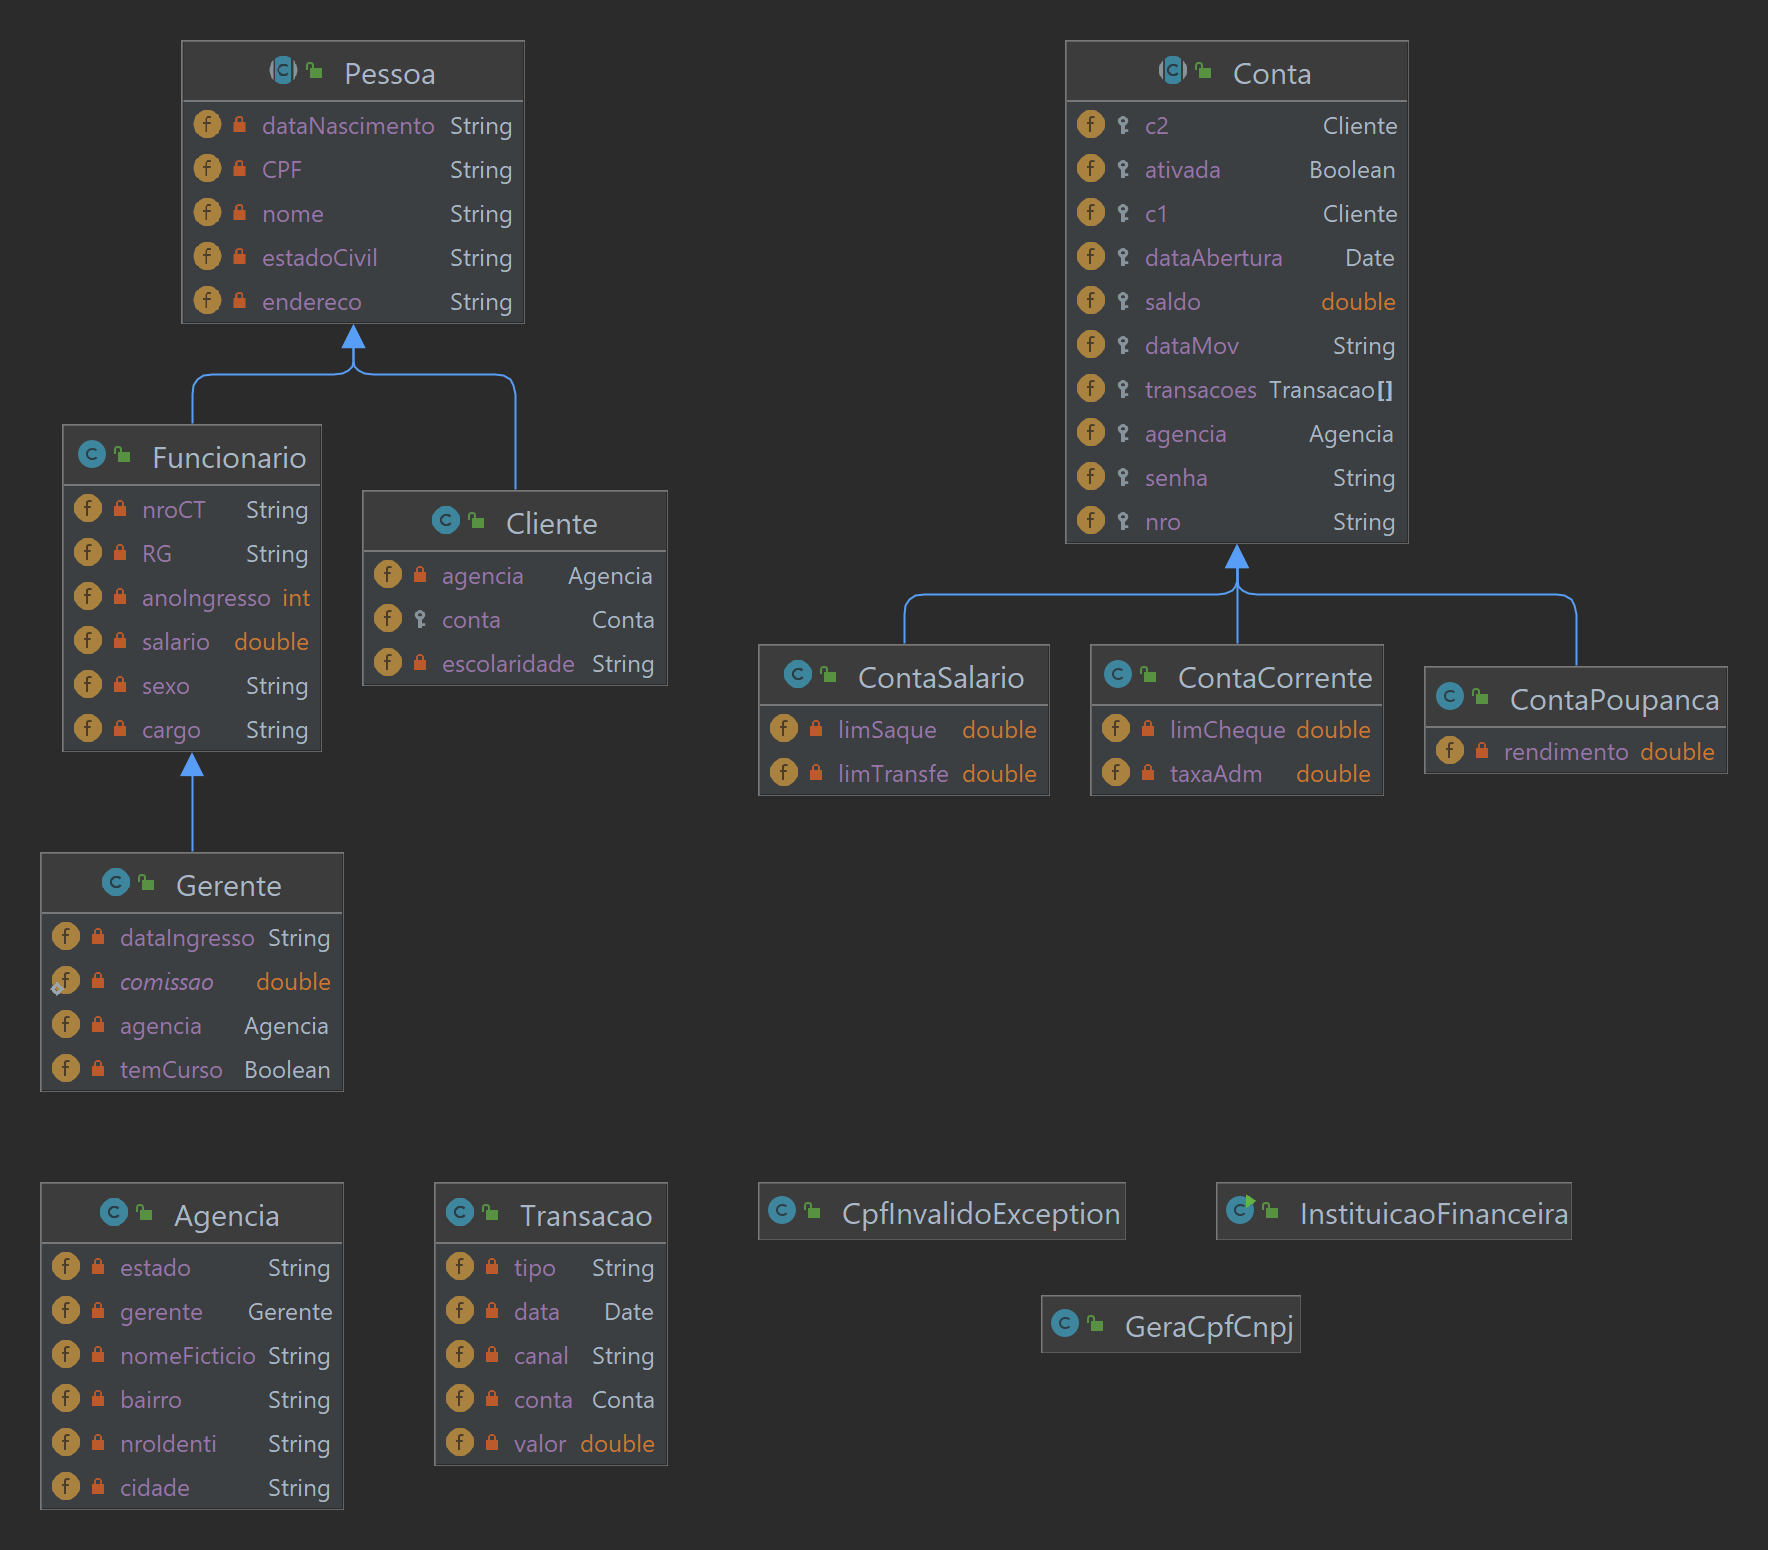 Pessoa
dataNascimento String
CPF String
nome String
estadoCivil String
endereco String
Conta
c2 Cliente
ativada Boolean
c1 Cliente
dataAbertura Date
saldo double
dataMov String
transacoes Transacao[]
agencia Agencia
senha String
nro String
Funcionario
nroCT String
RG String
anoIngresso int
salario double
sexo String
cargo String
Cliente
agencia Agencia
conta Conta
escolaridade String
ContaSalario
limSaque double
limTransfe double
ContaCorrente
limCheque double
taxaAdm double
ContaPoupanca
rendimento double
Gerente
dataIngresso String
comissao double
agencia Agencia
temCurso Boolean
Agencia
estado String
gerente Gerente
nomeFicticio String
bairro String
nroIdenti String
cidade String
Transacao
tipo String
data Date
canal String
conta Conta
valor double
CpfInvalidoException
InstituicaoFinanceira
GeraCpfCnpj